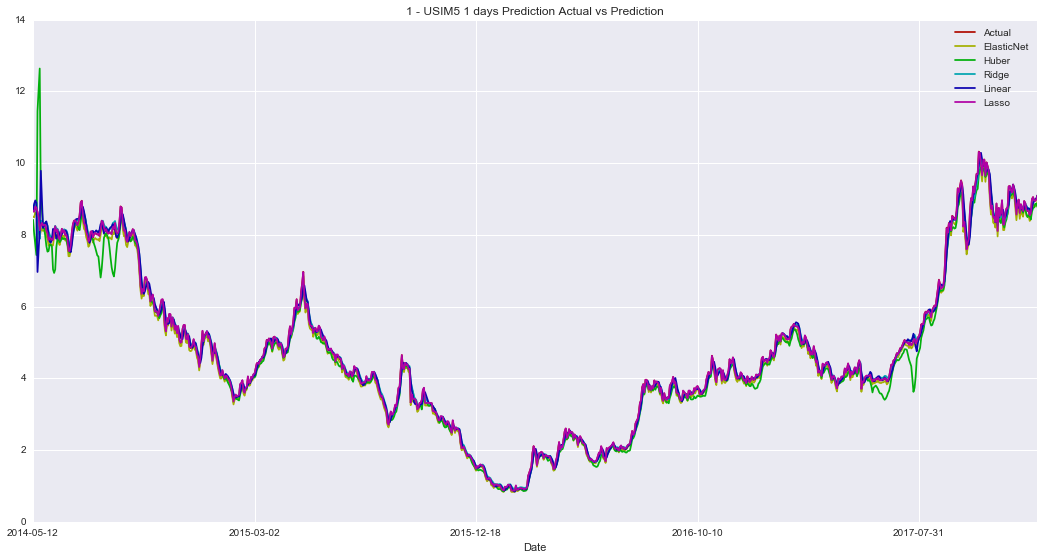 1 - USIM5 1 days Prediction Actual vs Prediction
14
12
10
8
6
4
2
0
Actual
ElasticNet
Huber
Ridge
Linear
Lasso
2014-05-12
2015-03-02
2015-12-18
2016-10-10
2017-07-31
Date